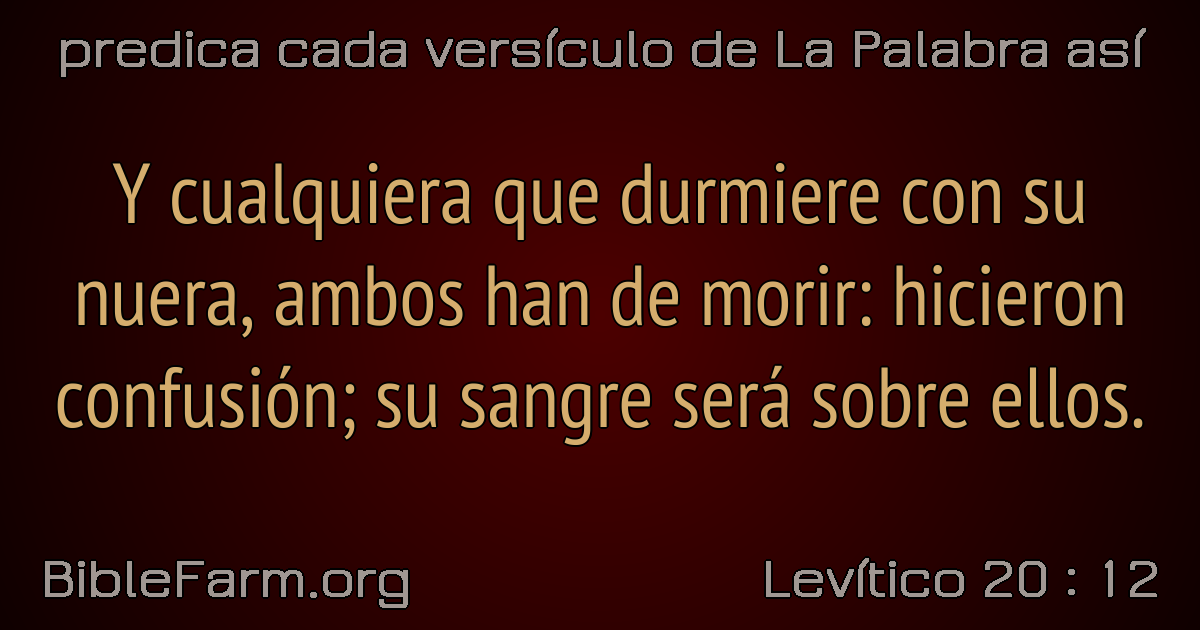 predica cada versículo de La Palabra así
Y cualquiera que durmiere con su
nuera, ambos han de morir: hicieron
confusión; su sangre será sobre ellos.
BibleFarm.org
Levítico 20 : 12